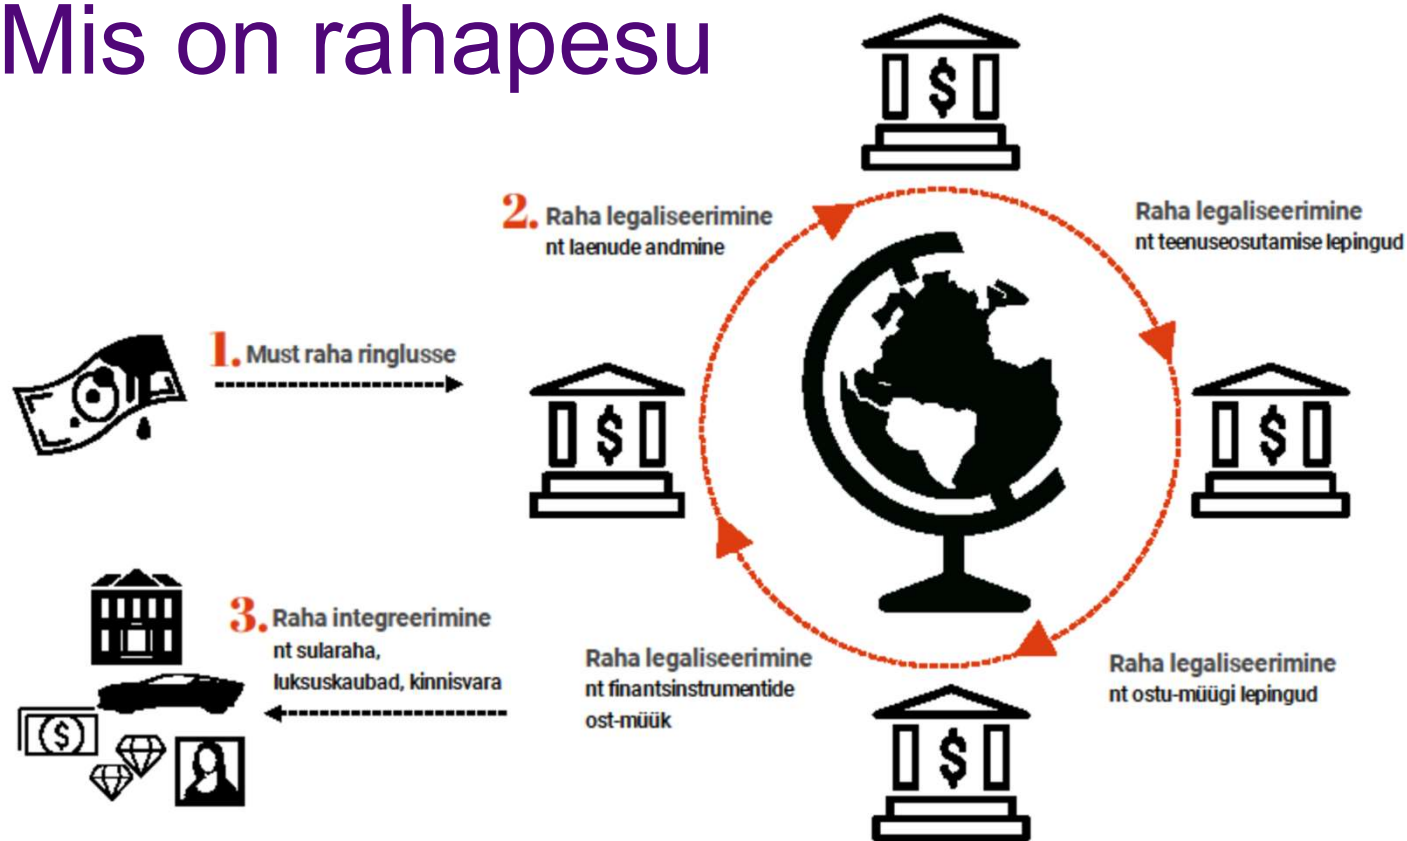 Mis on rahapesu
2. Raha legaliseerimine
nt laenude andmine
Raha legaliseerimine
nt teenuseosutamise lepingud
1. Must raha ringlusse
$
$
$
3. Raha integreerimine
nt sularaha,
luksuskaubad, kinnisvara
Raha legaliseerimine
nt finantsinstrumentide
ost-müük
Raha legaliseerimine
nt ostu-müügi lepingud
$
$